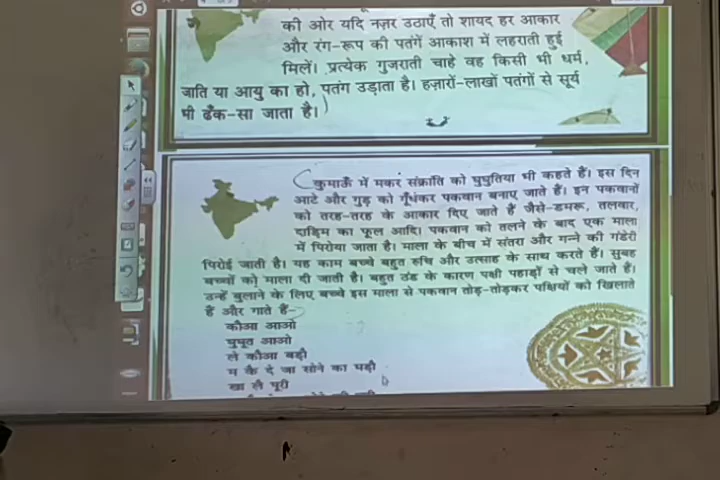 की ओर यदि नज़र उठाएँ तो शायद हर आकार
और रंग-रूप की पतंगें आकाश में लहराती हुई
मिलें। प्रत्येक गुजराती चाहे वह किसी भी धर्म,
जाति या आयु का हो, पतंग उड़ाता है। हज़ारों-लाखों पतंगों से सूर्य
भी ढँक-सा जाता है।
कुमाऊँ में मकर संक्रांति को घुघुतिया भी कहते हैं। इस दिन
आटे और गुड़ को गूँथकर पकवान बनाए जाते हैं। इन पकवानों
को तरह-तरह के आकार दिए जाते हैं जैसे-डमरू, तलवार,
दाड़िम का फूल आदि। पकवान को तलने के बाद एक माला
में पिरोया जाता है। माला के बीच में संतरा और गन्ने की गंडेरी
पिरोई जाती है। यह काम बच्चे बहुत रुचि और उत्साह के साथ करते हैं। सुबह
बच्चों को माला दी जाती है। बहुत ठंड के कारण पक्षी पहाड़ों से चले जाते हैं।
उन्हें बुलाने के लिए बच्चे इस माला से पकवान तोड़-तोड़कर पक्षियों को खिलाते
हैं और गाते हैं-
कौआ आओ
घुघूत आओ
ले कौआ बड़ौ
म कै दे जा सोने का घड़ौ
खा लै पूरी